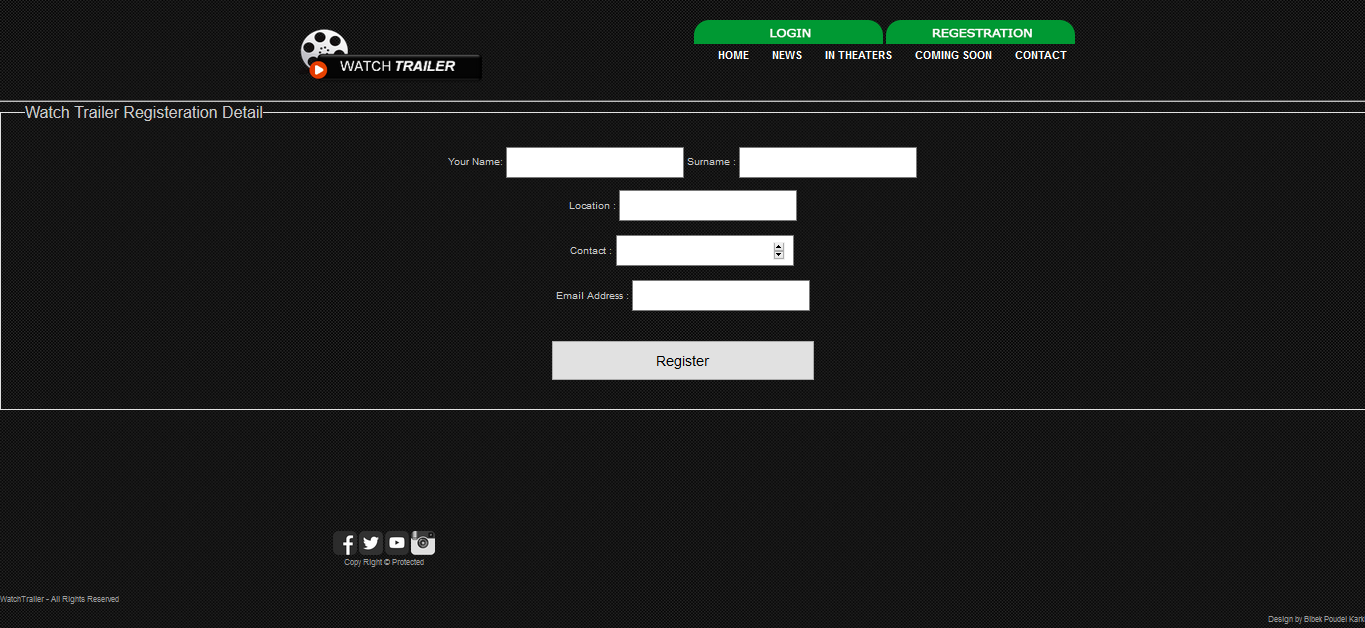 LOGIN REGESTRATION
WATCH TRAILER
HOME NEWS IN THEATERS COMING SOON CONTACT
Watch Trailer Registeration Detail
Your Name: Surname :
Location :
Contact :
Email Address :
Register
Copy Right © Protected
WatchTrailer - All Rights Reserved
Design by Bibek Poudel Kark